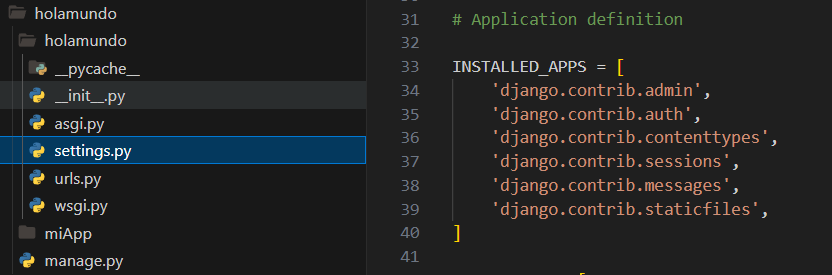 holamundo
holamundo
__pycache__
__init__.py
asgi.py
settings.py
urls.py
wsgi.py
miApp
manage.py
31 # Application definition
32
33 INSTALLED_APPS = [
34     'django.contrib.admin',
35     'django.contrib.auth',
36     'django.contrib.contenttypes',
37     'django.contrib.sessions',
38     'django.contrib.messages',
39     'django.contrib.staticfiles',
40 ]
41